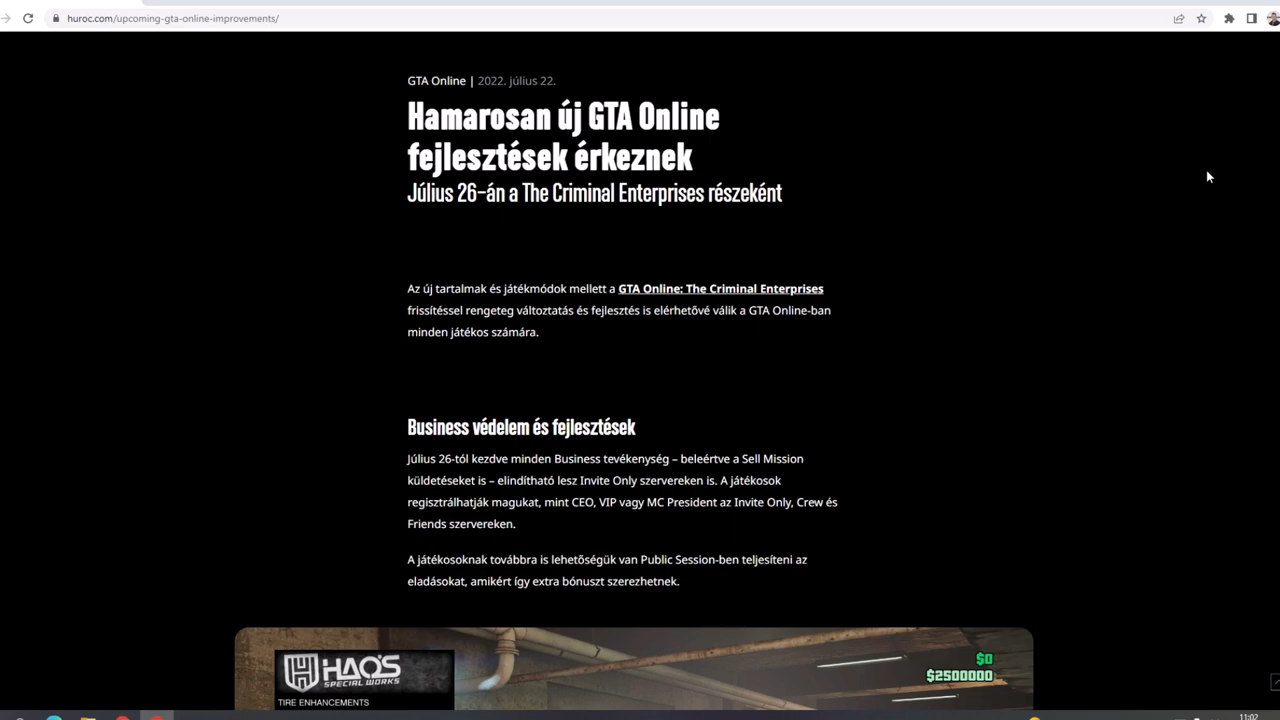 huroc.com/upcoming-gta-online-improvements/
GTA Online | 2022. július 22.
Hamarosan új GTA Online
fejlesztések érkeznek
Július 26-án a The Criminal Enterprises részeként
Az új tartalmak és játékmódok mellett a GTA Online: The Criminal Enterprises
frissítéssel rengeteg változtatás és fejlesztés is elérhetővé válik a GTA Online-ban
minden játékos számára.
Business védelem és fejlesztések
Július 26-tól kezdve minden Business tevékenység – beleértve a Sell Mission
küldetéseket is – elindítható lesz Invite Only szervereken is. A játékosok
regisztrálhatják magukat, mint CEO, VIP vagy MC President az Invite Only, Crew és
Friends szervereken.
A játékosoknak továbbra is lehetőségük van Public Session-ben teljesíteni az
eladásokat, amikért így extra bónuszt szerezhetnek.
HAO'S
SPECIAL WORKS
TIRE ENHANCEMENTS
$0
$2500000
11:02